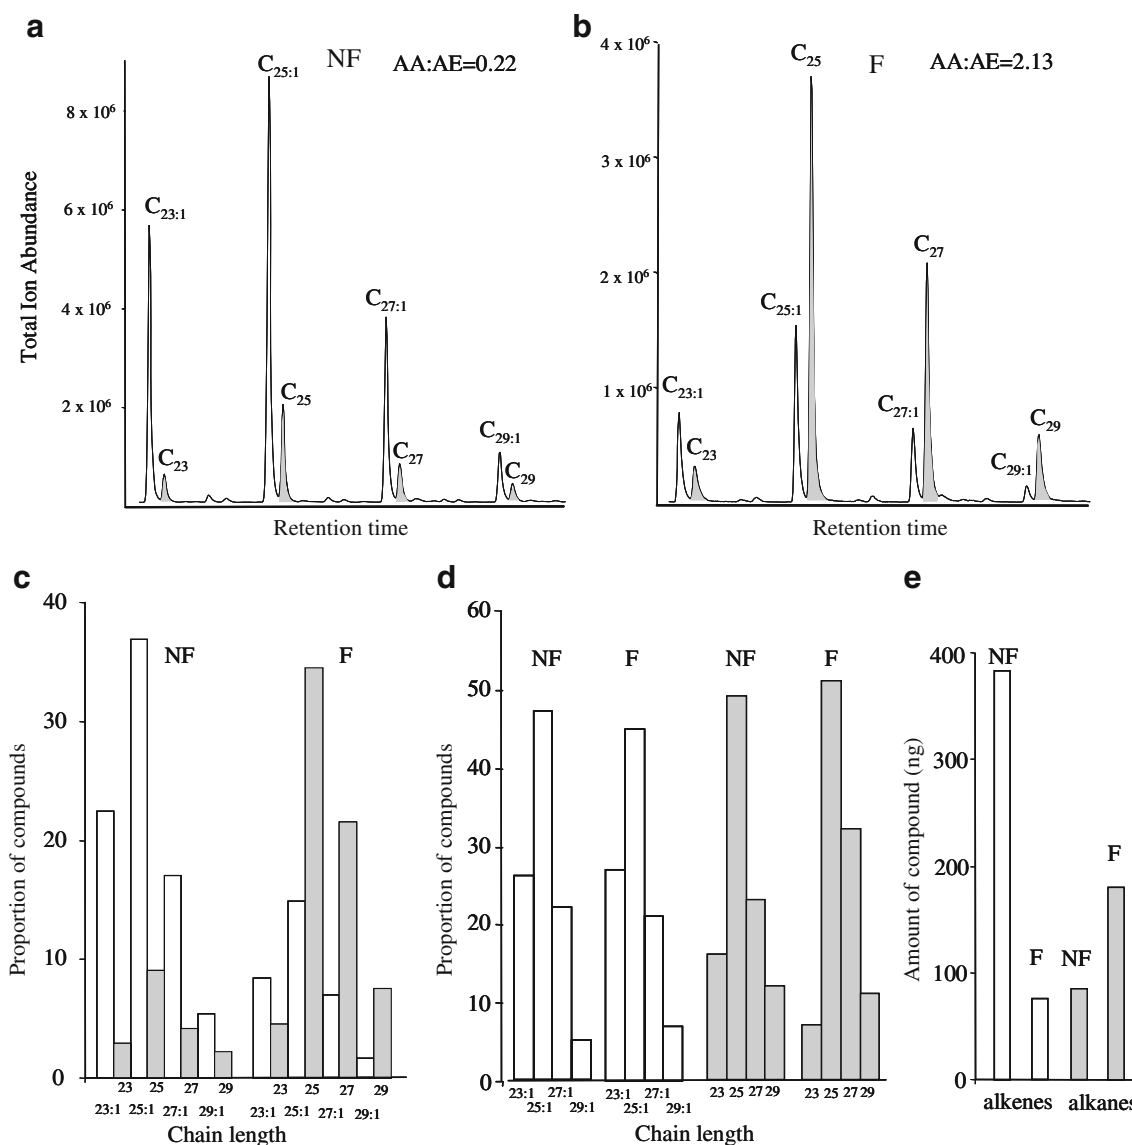 a
NF
AA:AE=0.22
C25:1
8 x 10⁶
6 x 10⁶
4 x 10⁶
2 x 10⁶
Total Ion Abundance
C23:1
C23
C25
C27:1
C27
C29:1
C29
Retention time
b
4 x 10⁶
3 x 10⁶
2 x 10⁶
1 x 10⁶
C25
F
AA:AE=2.13
C27
C25:1
C23:1
C23
C27:1
C29:1
C29
Retention time
c
40
30
20
10
0
Proportion of compounds
NF
F
23 25 27 29 23 25 27 29
23:1 25:1 27:1 29:1 23:1 25:1 27:1 29:1
Chain length
d
60
50
40
30
20
10
0
Proportion of compounds
NF F NF F
23:1 27:1 23:1 27:1 23 25 27 29 23 25 27 29
25:1 29:1 25:1 29:1
Chain length
e
400
300
200
100
0
Amount of compound (ng)
NF
F
NF
F
alkenes alkanes